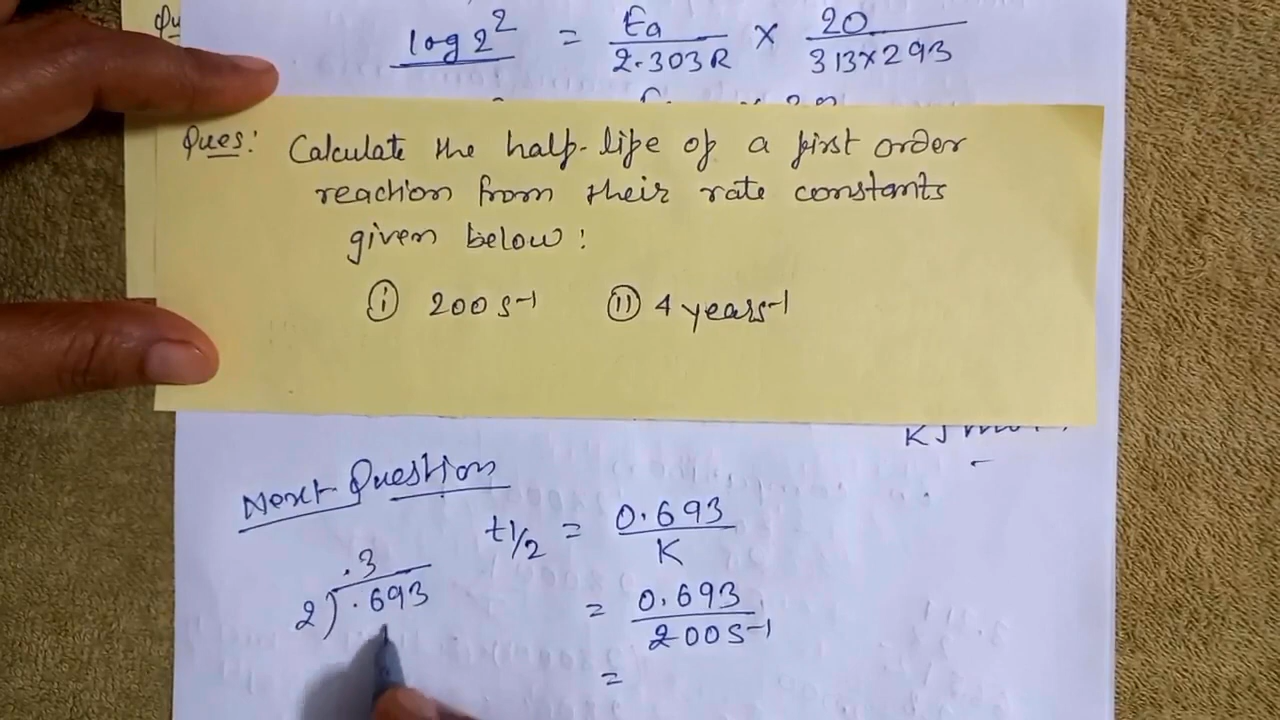 Qu
log 2² = Ea / 2.303R × 20 / 313×293
Ques: Calculate the half-life of a first order
reaction from their rate constants
given below:
(i) 200 s⁻¹ (ii) 4 years⁻¹
Next Question
t1/2 = 0.693 / K
.3
2).693
= 0.693 / 200 s⁻¹
=